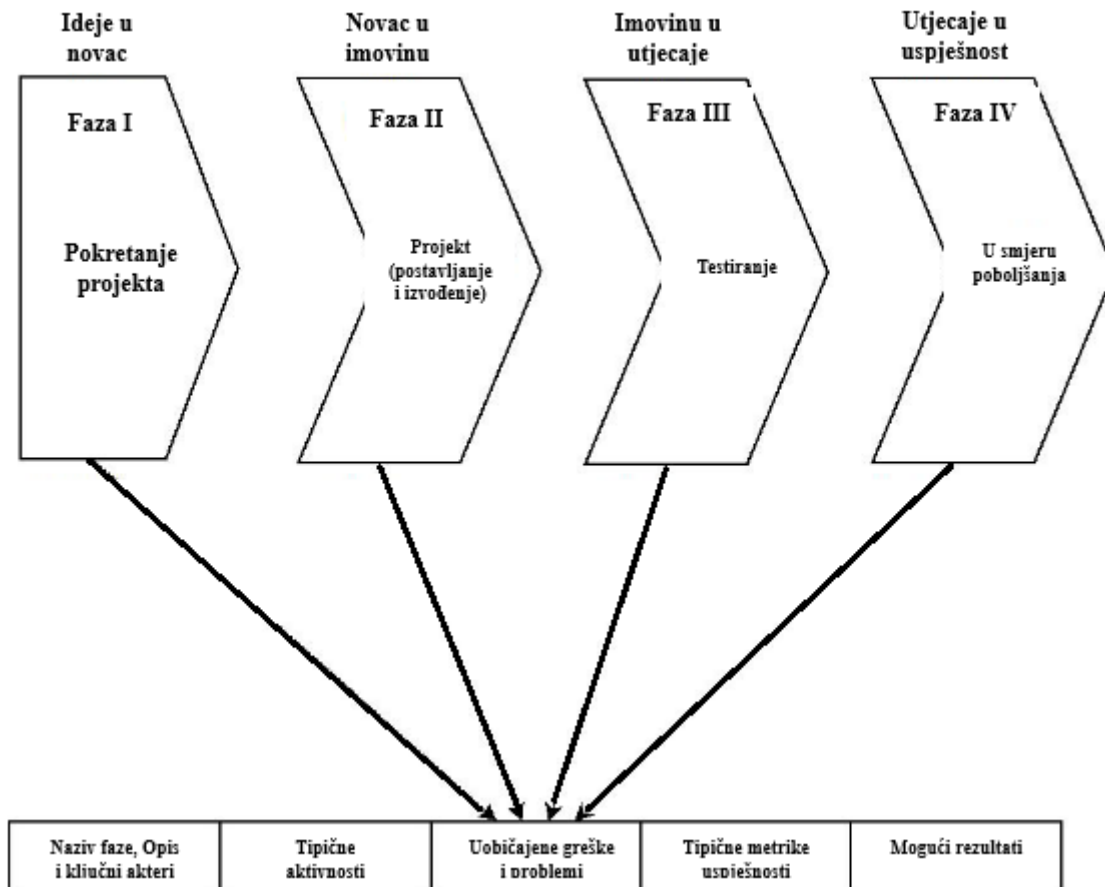 Ideje u
novac
Novac u
imovinu
Imovinu u
utjecaje
Utjecaje u
uspješnost
Faza I
Faza II
Faza III
Faza IV
Pokretanje
projekta
Projekt
(postavljanje
i izvođenje)
Testiranje
U smjeru
poboljšanja
Naziv faze, Opis
i ključni akteri
Tipične
aktivnosti
Uobičajene greške
i problemi
Tipične metrike
uspješnosti
Mogući rezultati